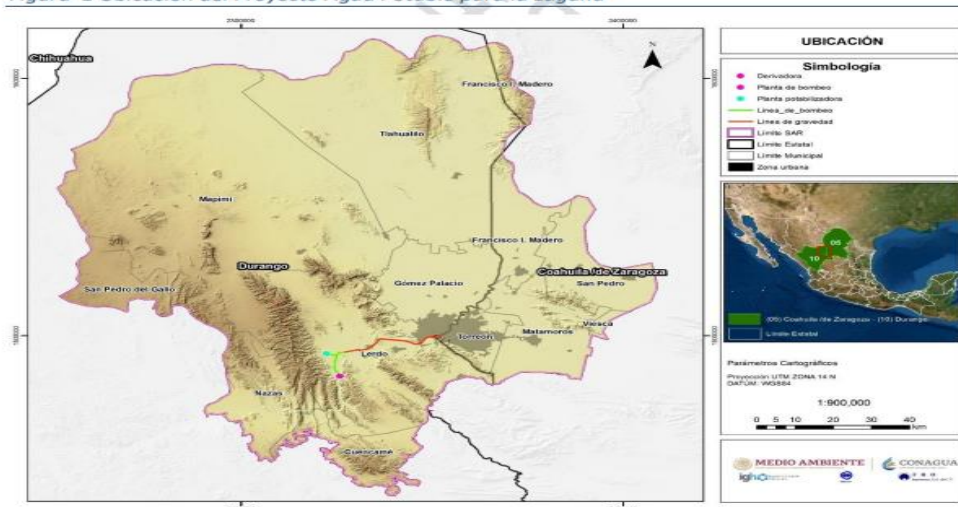 Chihuahua
Francisco I. Madero
Tlahualilo
Mapimí
Francisco I. Madero
Durango
Coahuila de Zaragoza
San Pedro del Gallo
Gómez Palacio
San Pedro
Viesca
Matamoros
Torreón
Lerdo
Nazas
Cuencamé
N
UBICACIÓN
Simbología
Derivadora
Planta de bombeo
Planta potabilizadora
Linea_de_bombeo
Linea de gravedad
Límite SAR
Límite Estatal
Límite Municipal
Zona urbana
05
10
(05) Coahuila de Zaragoza - (10) Durango
Límite Estatal
Parámetros Cartográficos
Proyección UTM ZONA 14 N
DATUM: WGS84
1:900,000
0 5 10 20 30 40
km
MEDIO AMBIENTE
CONAGUA